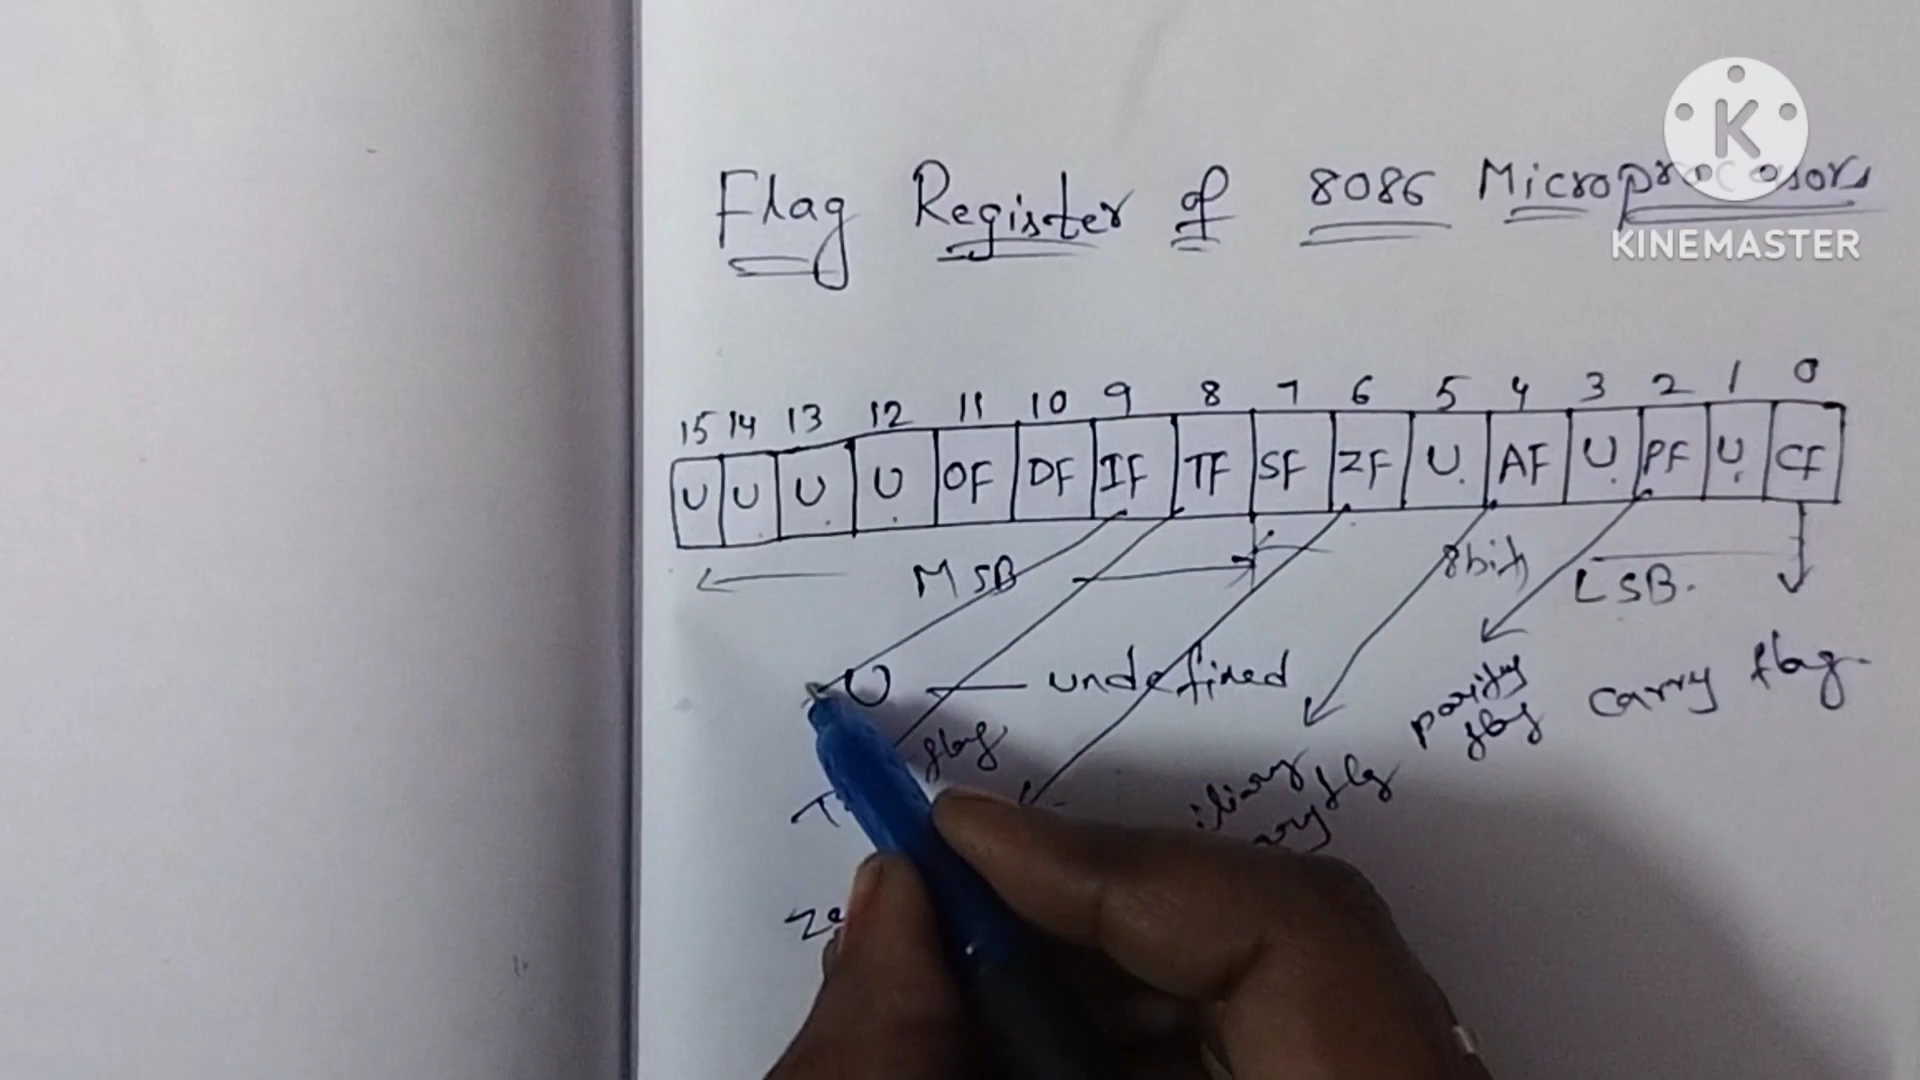 K
Flag Register of 8086 Microprocesors
KINEMASTER
15 14 13 12 11 10 9 8 7 6 5 4 3 2 1 0
U U U U OF DF IF TF SF ZF U AF U PF U CF
MSB 8bit LSB.
U — undefined
parity flag
carry flag.
flag